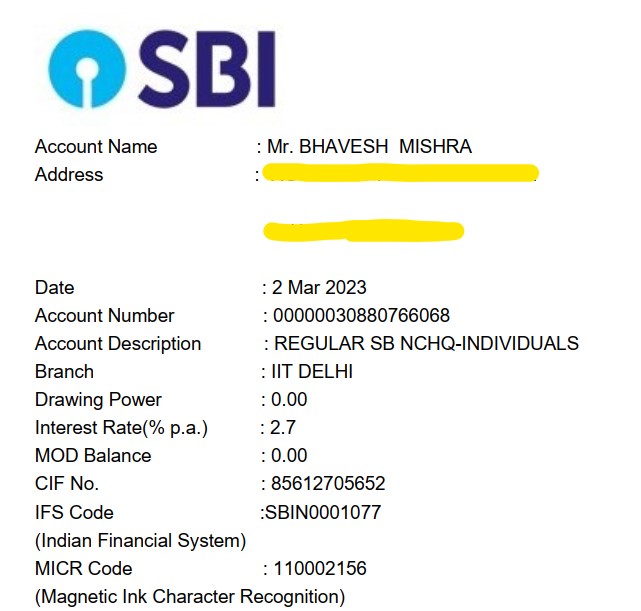 SBI
Account Name : Mr. BHAVESH MISHRA
Address :
Date : 2 Mar 2023
Account Number : 00000030880766068
Account Description : REGULAR SB NCHQ-INDIVIDUALS
Branch : IIT DELHI
Drawing Power : 0.00
Interest Rate(% p.a.) : 2.7
MOD Balance : 0.00
CIF No. : 85612705652
IFS Code :SBIN0001077
(Indian Financial System)
MICR Code : 110002156
(Magnetic Ink Character Recognition)